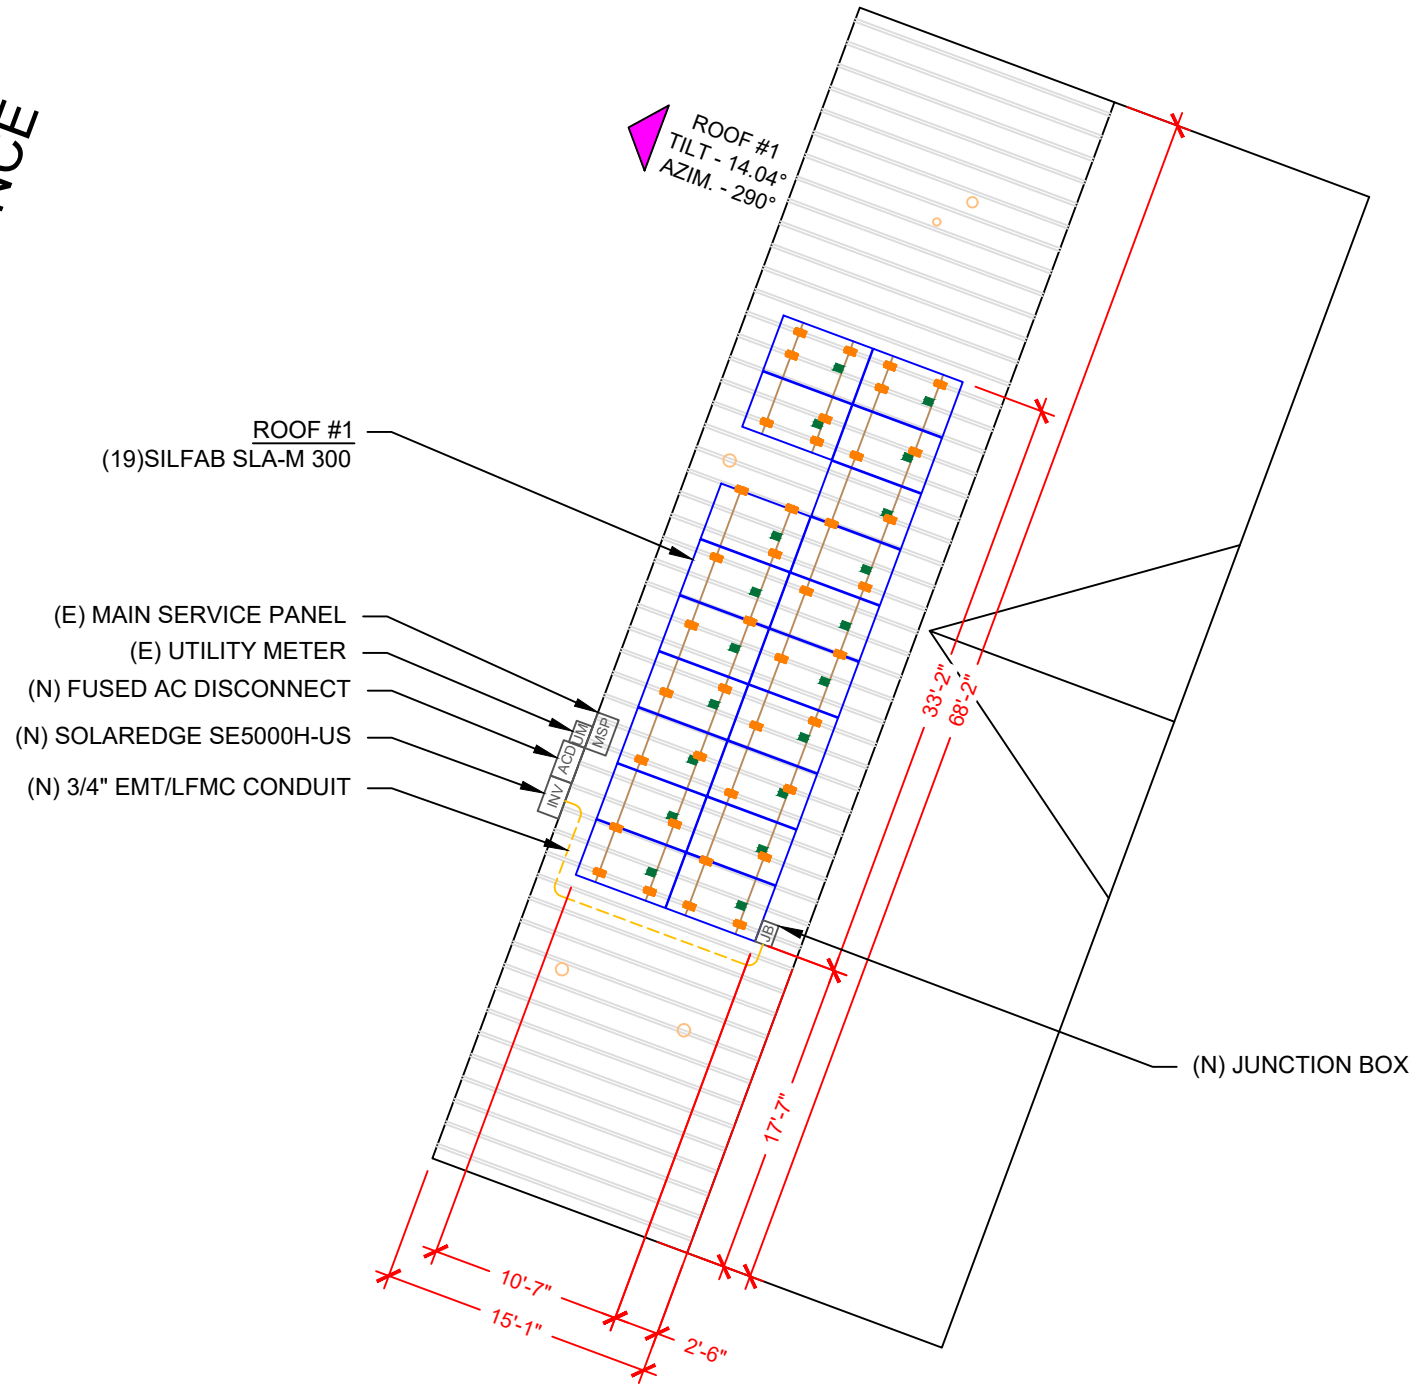 ROOF #1
TILT - 14.04°
AZIM. - 290°
ROOF #1
(19)SILFAB SLA-M 300
(E) MAIN SERVICE PANEL
(E) UTILITY METER
(N) FUSED AC DISCONNECT
(N) SOLAREDGE SE5000H-US
(N) 3/4" EMT/LFMC CONDUIT
MSP
ACD
INV
JB
33'-2"
68'-2"
17'-7"
(N) JUNCTION BOX
10'-7"
15'-1"
2'-6"